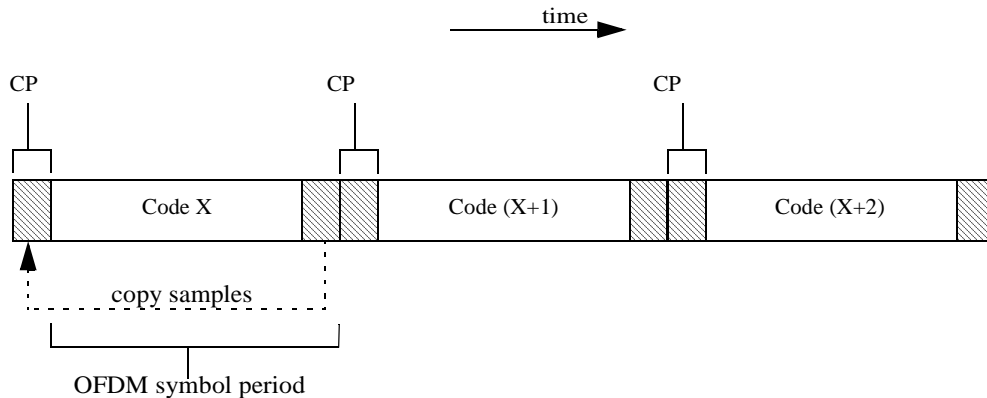 time
CP
CP
CP
Code X
Code (X+1)
Code (X+2)
copy samples
OFDM symbol period